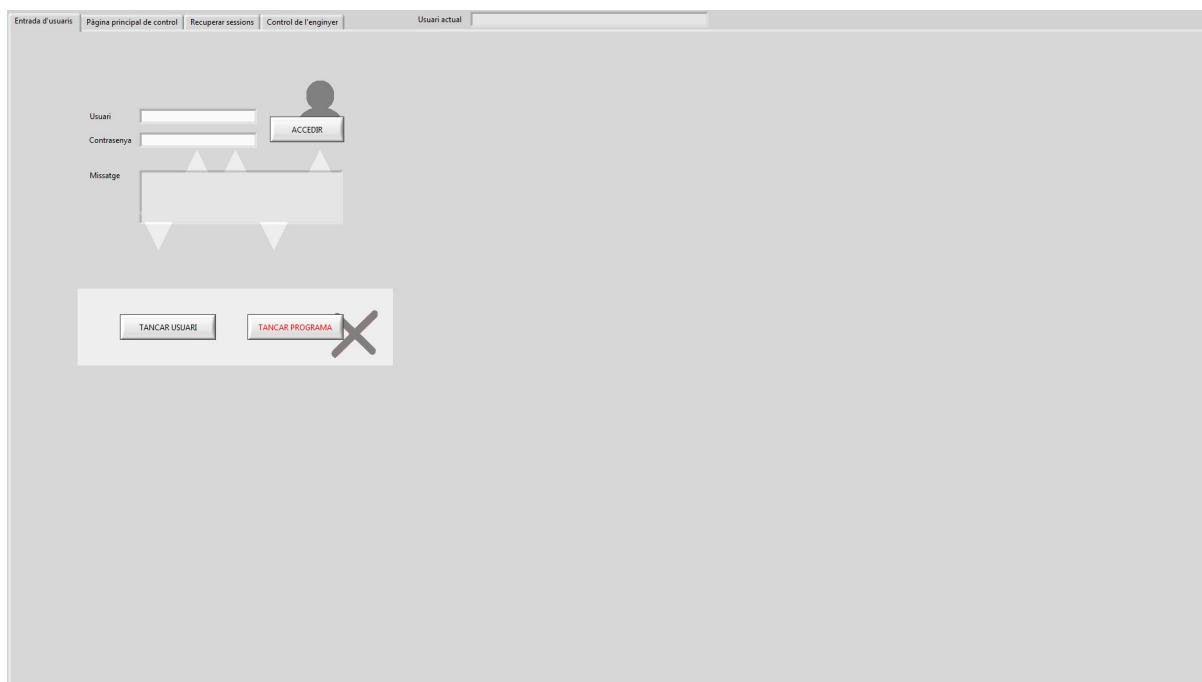 Entrada d'usuaris Pàgina principal de control Recuperar sessions Control de l'enginyer Usuari actual
Usuari
ACCEDIR
Contrasenya
Missatge
TANCAR USUARI TANCAR PROGRAMA